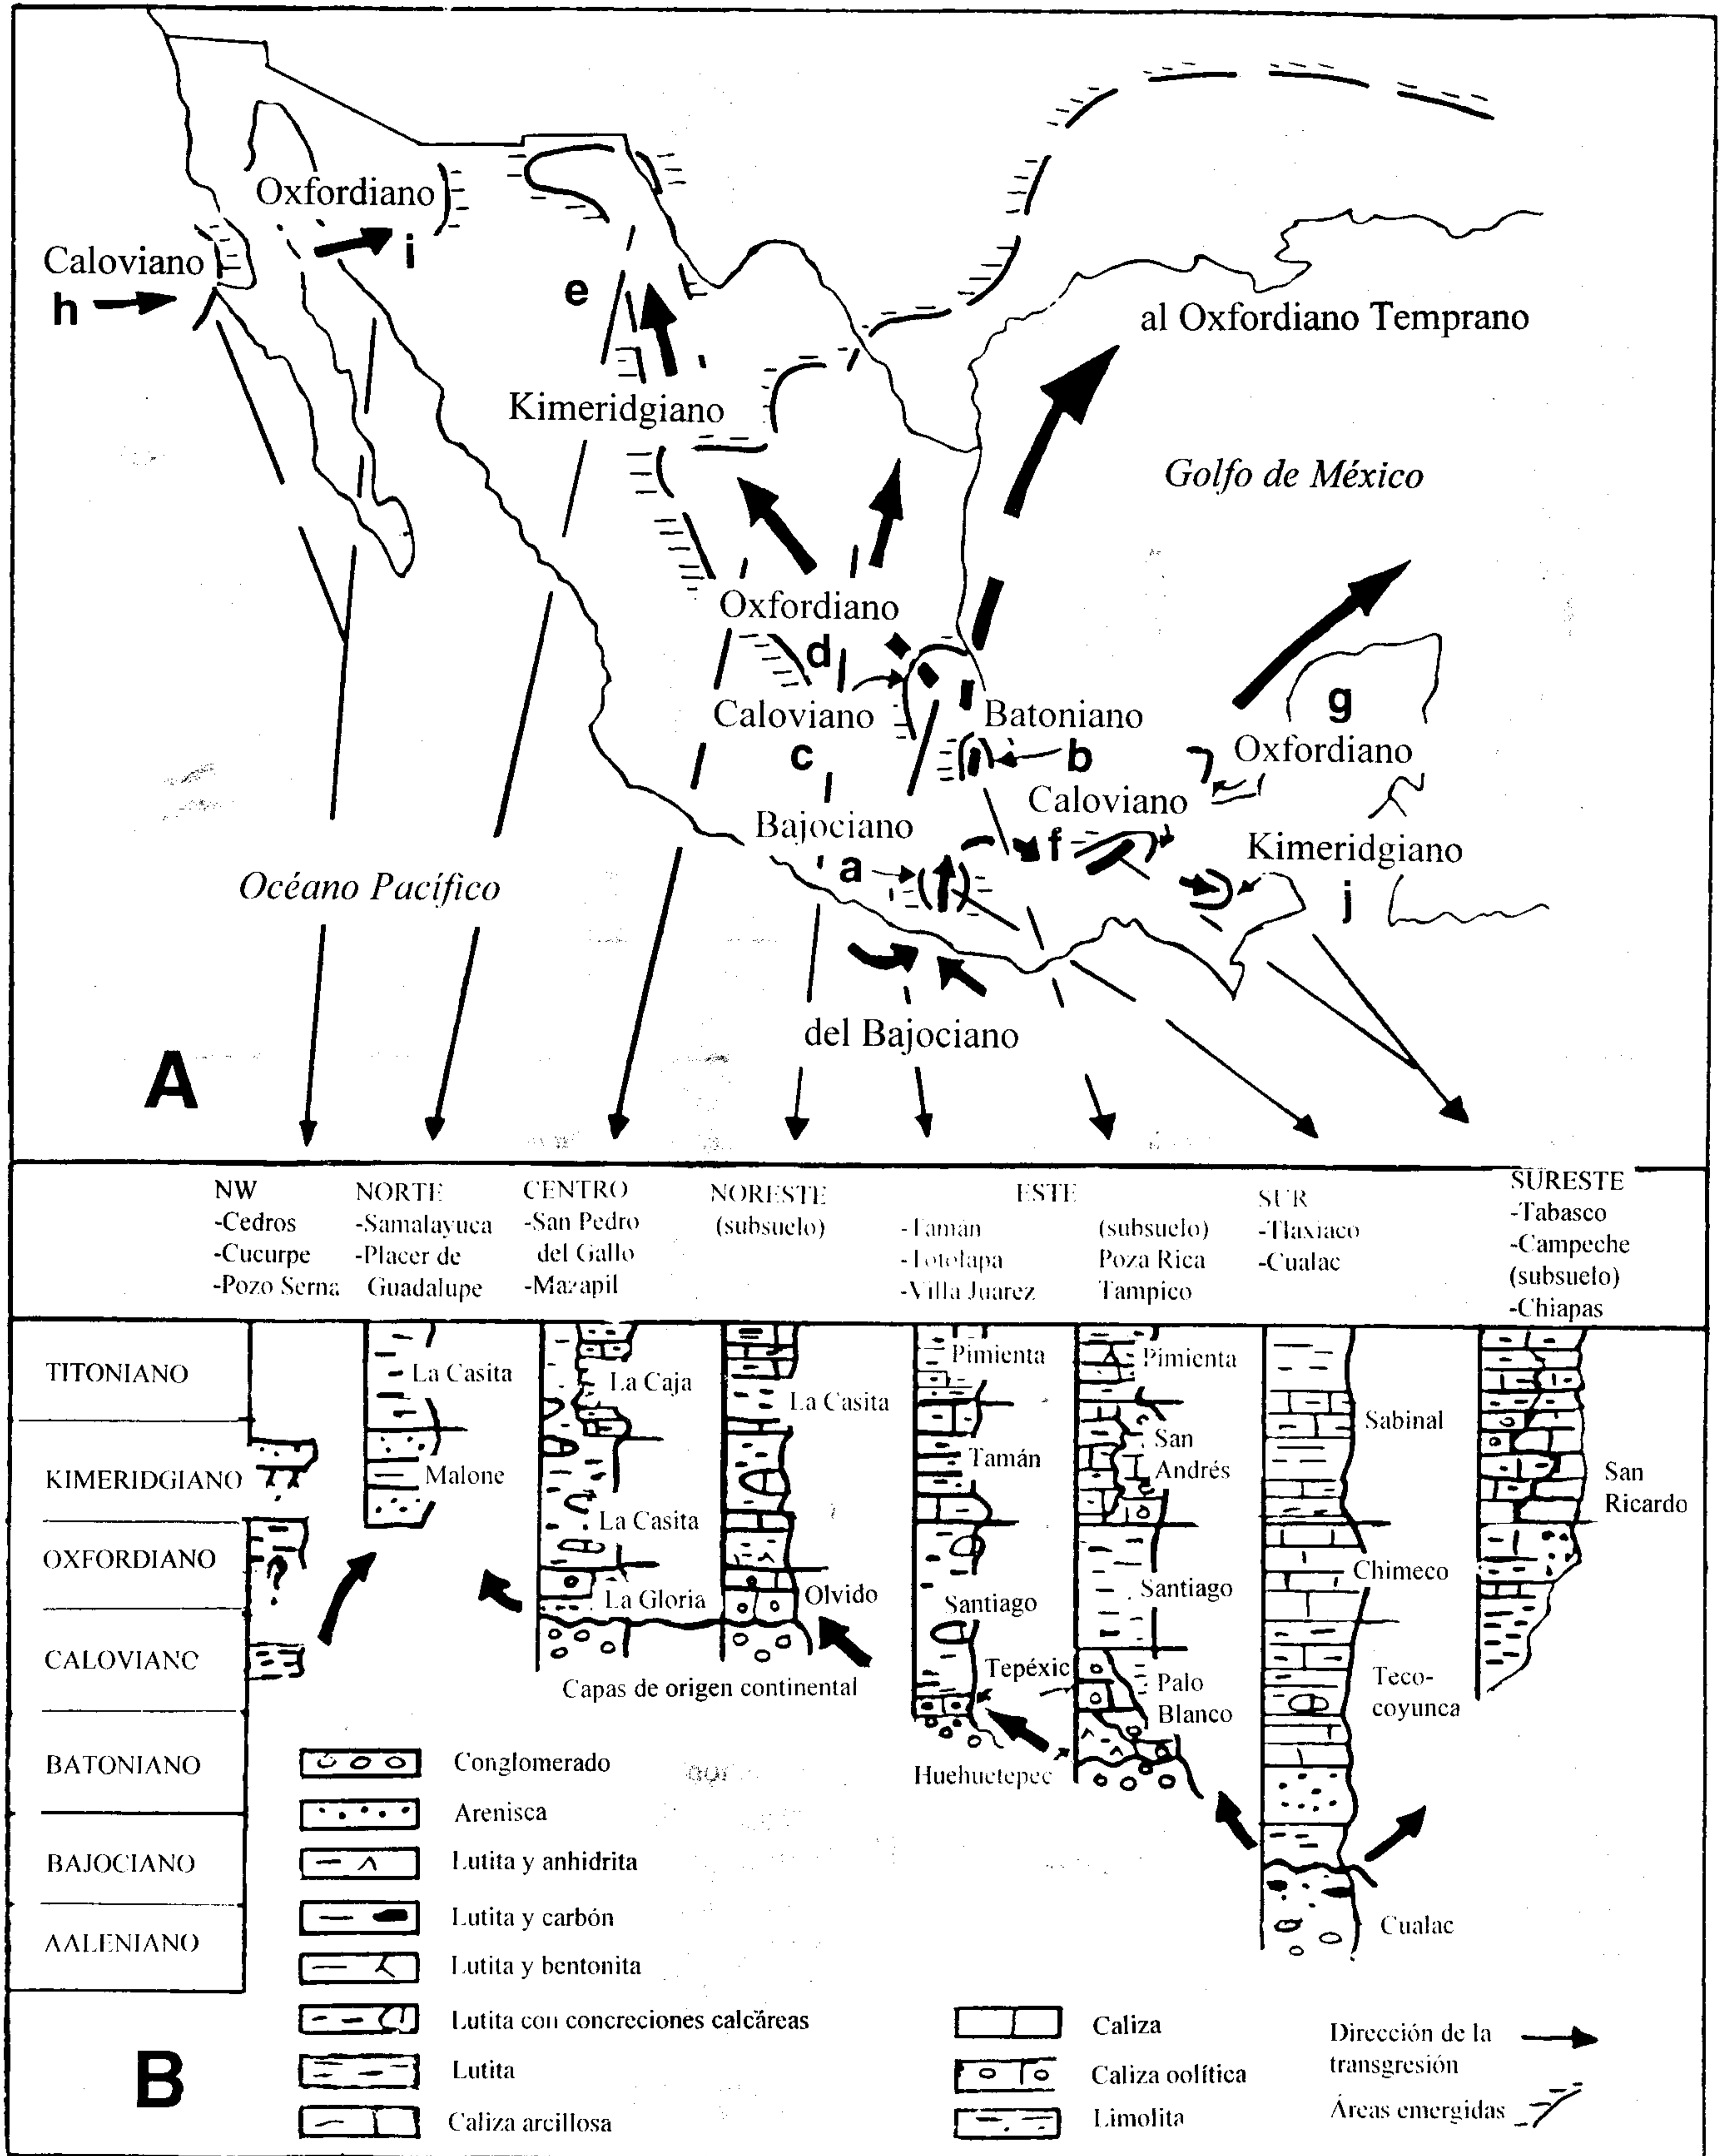 Oxfordiano
i
Caloviano
h
e
al Oxfordiano Temprano
Kimeridgiano
Golfo de México
Oxfordiano
d
Caloviano
c
Batoniano
b
g
Oxfordiano
Caloviano
f
Bajociano
a
Kimeridgiano
j
Océano Pacífico
del Bajociano
A
NW
-Cedros
-Cucurpe
-Pozo Serna
NORTE
-Samalayuca
-Placer de
Guadalupe
CENTRO
-San Pedro
del Gallo
-Mazapil
NORESTE
(subsuelo)
ESTE
-Tamán
-Totolapa
-Villa Juarez
(subsuelo)
Poza Rica
Tampico
SUR
-Tlaxiaco
-Cualac
SURESTE
-Tabasco
-Campeche
(subsuelo)
-Chiapas
TITONIANO
KIMERIDGIANO
OXFORDIANO
CALOVIANO
BATONIANO
BAJOCIANO
AALENIANO
La Casita
Malone
La Caja
La Casita
La Gloria
La Casita
Olvido
Capas de origen continental
Pimienta
Tamán
Santiago
Tepéxic
Huehuetepec
Pimienta
San
Andrés
Santiago
Palo
Blanco
Sabinal
Chimeco
Teco-
coyunca
Cualac
San
Ricardo
Conglomerado
Arenisca
Lutita y anhidrita
Lutita y carbón
Lutita y bentonita
Lutita con concreciones calcáreas
Lutita
Caliza arcillosa
Caliza
Caliza oolítica
Limolita
Dirección de la
transgresión
Áreas emergidas
B